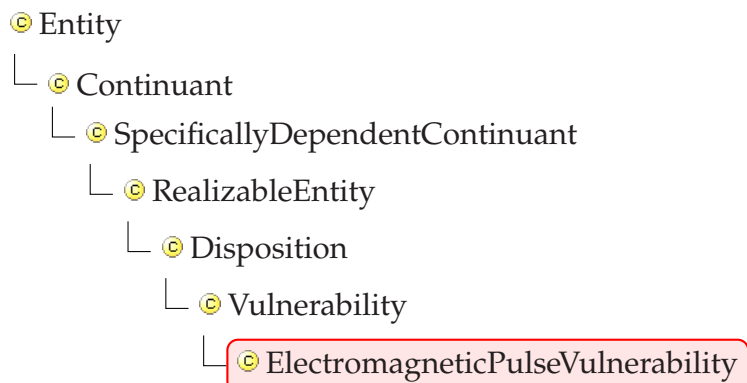 Entity
Continuant
SpecificallyDependentContinuant
RealizableEntity
Disposition
Vulnerability
ElectromagneticPulseVulnerability